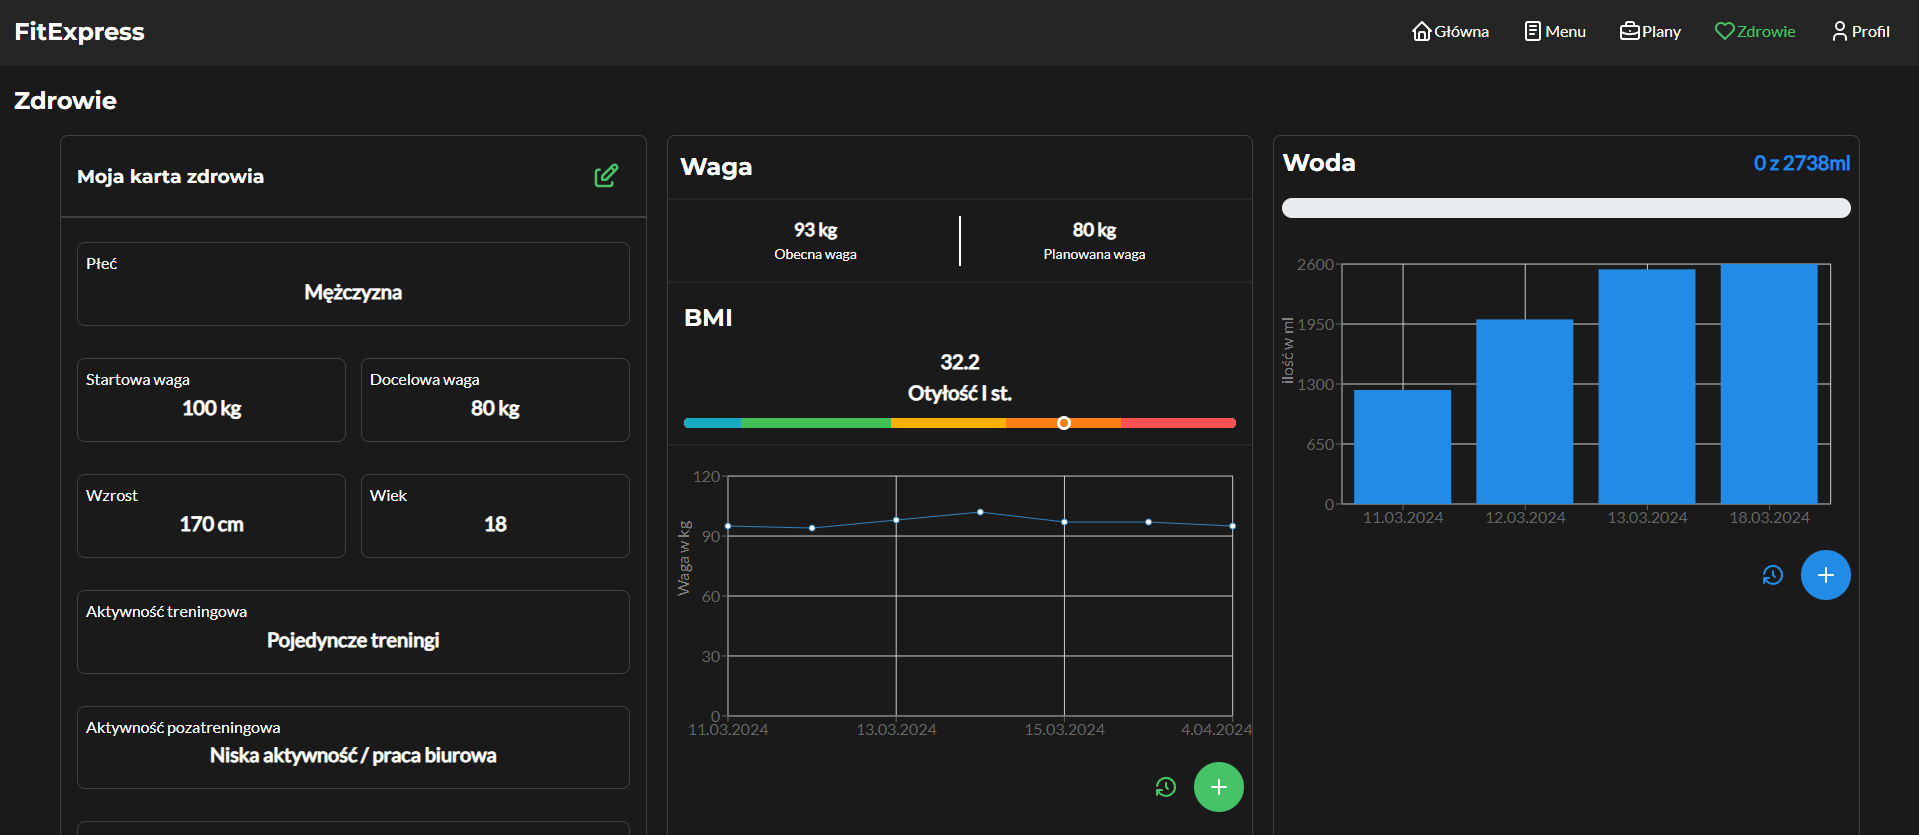 FitExpress
Główna
Menu
Plany
Zdrowie
Profil
Zdrowie
Moja karta zdrowia
Płeć
Mężczyzna
Startowa waga
100 kg
Docelowa waga
80 kg
Wzrost
170 cm
Wiek
18
Aktywność treningowa
Pojedyncze treningi
Aktywność pozatreningowa
Niska aktywność / praca biurowa
Waga
93 kg
Obecna waga
80 kg
Planowana waga
BMI
32.2
Otyłość I st.
Waga w kg
120
90
60
30
0
11.03.2024
13.03.2024
15.03.2024
4.04.2024
Woda
0 z 2738ml
ilość w ml
2600
1950
1300
650
0
11.03.2024
12.03.2024
13.03.2024
18.03.2024